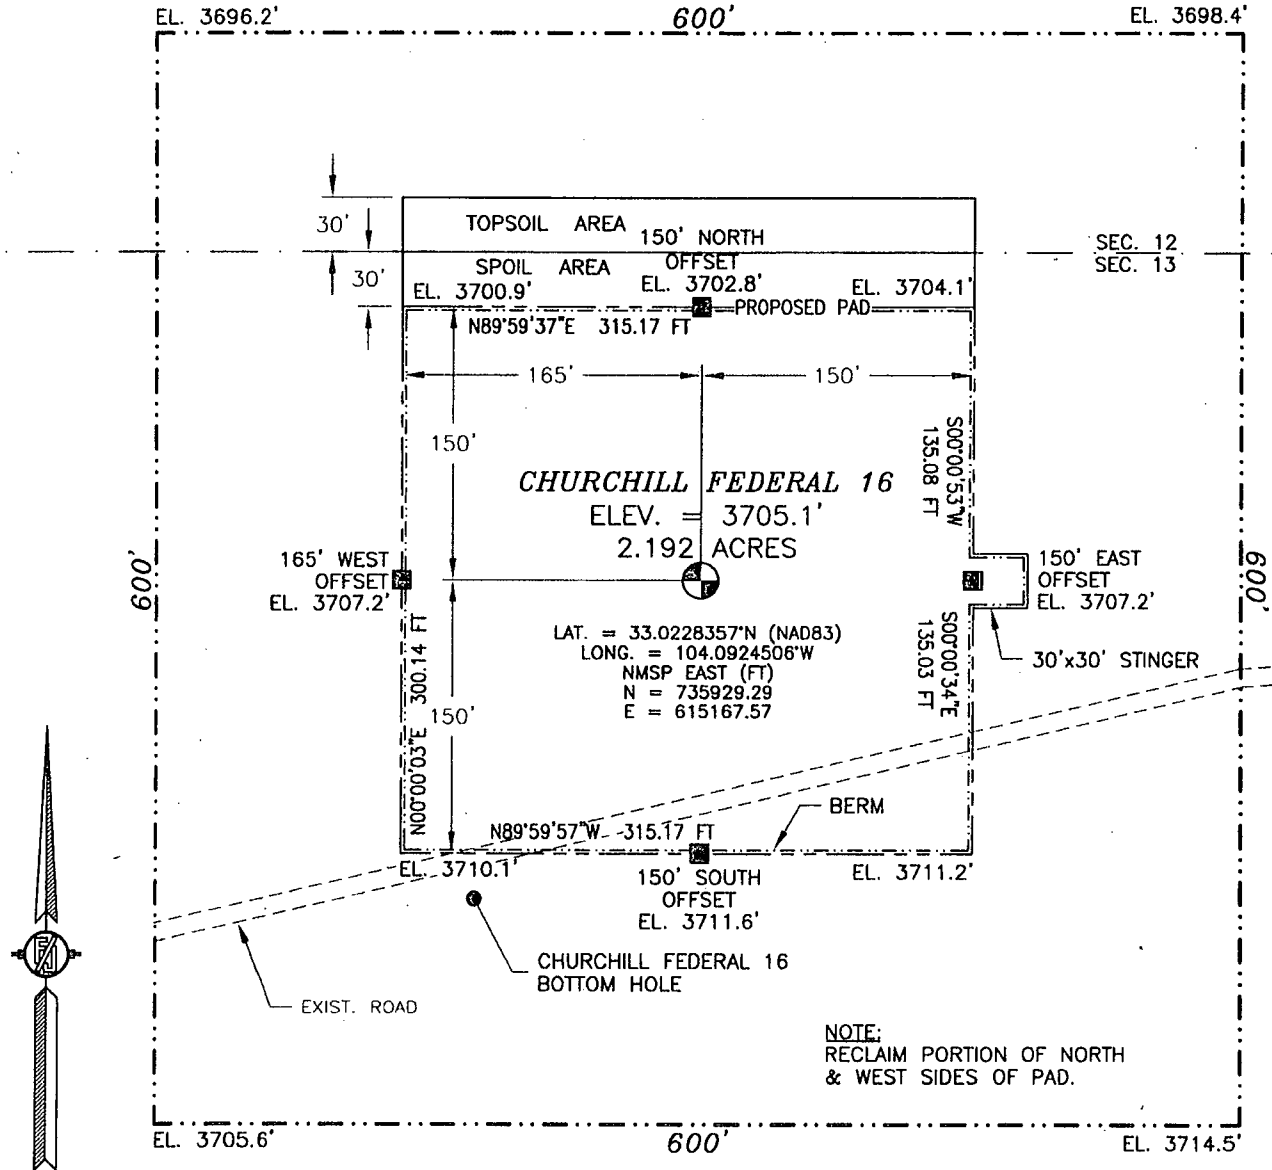 EL. 3696.2'
600'
EL. 3698.4'
30'
TOPSOIL AREA
150' NORTH
OFFSET
EL. 3702.8'
SEC. 12
SEC. 13
30'
SPOIL AREA
EL. 3700.9'
EL. 3704.1'
PROPOSED PAD
N89°59'37"E 315.17 FT
165'
150'
150'
S00°00'53"W
135.08 FT
CHURCHILL FEDERAL 16
ELEV. = 3705.1'
2.192 ACRES
600'
165' WEST
OFFSET
EL. 3707.2'
150' EAST
OFFSET
EL. 3707.2'
600'
LAT. = 33.0228357°N (NAD83)
LONG. = 104.0924506°W
NMSP EAST (FT)
N = 735929.29
E = 615167.57
N00°00'03"E 300.14 FT
S00°00'34"E
135.03 FT
30'x30' STINGER
150'
BERM
N89°59'57"W 315.17 FT
EL. 3710.1'
150' SOUTH
OFFSET
EL. 3711.6'
EL. 3711.2'
CHURCHILL FEDERAL 16
BOTTOM HOLE
EXIST. ROAD
NOTE:
RECLAIM PORTION OF NORTH
& WEST SIDES OF PAD.
EL. 3705.6'
600'
EL. 3714.5'